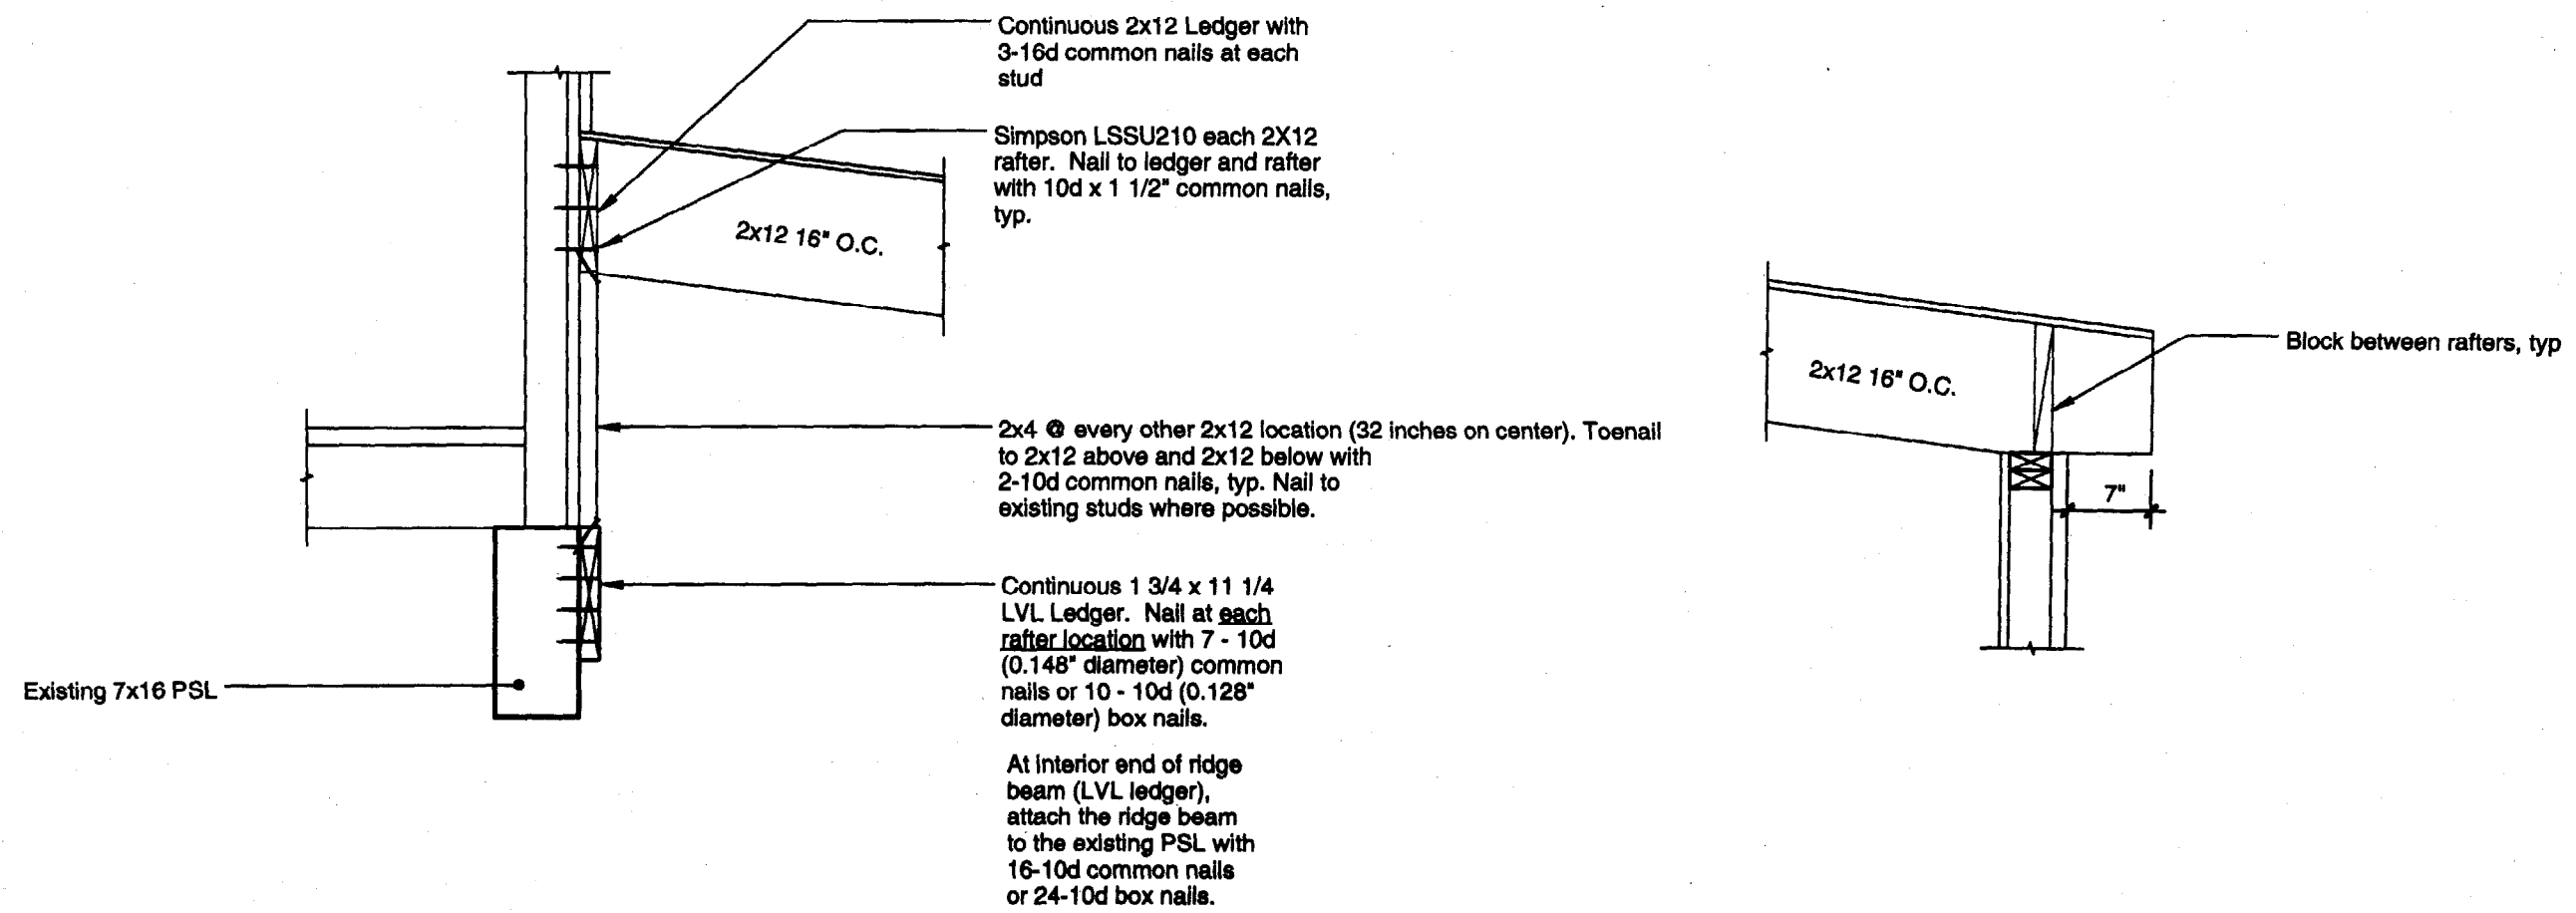 Continuous 2x12 Ledger with
3-16d common nails at each
stud
Simpson LSSU210 each 2X12
rafter. Nail to ledger and rafter
with 10d x 1 1/2" common nails,
typ.
2x12 16" O.C.
2x12 16" O.C.
Block between rafters, typ
2x4 @ every other 2x12 location (32 inches on center). Toenail
to 2x12 above and 2x12 below with
2-10d common nails, typ. Nail to
existing studs where possible.
7"
Continuous 1 3/4 x 11 1/4
LVL Ledger. Nail at each
rafter location with 7 - 10d
(0.148" diameter) common
nails or 10 - 10d (0.128"
diameter) box nails.
Existing 7x16 PSL
At interior end of ridge
beam (LVL ledger),
attach the ridge beam
to the existing PSL with
16-10d common nails
or 24-10d box nails.